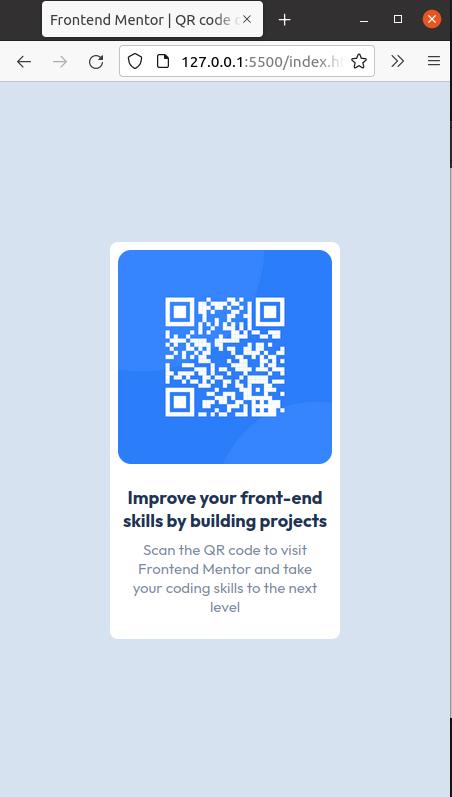 Frontend Mentor | QR code
127.0.0.1:5500/index.h
Improve your front-end
skills by building projects
Scan the QR code to visit
Frontend Mentor and take
your coding skills to the next
level